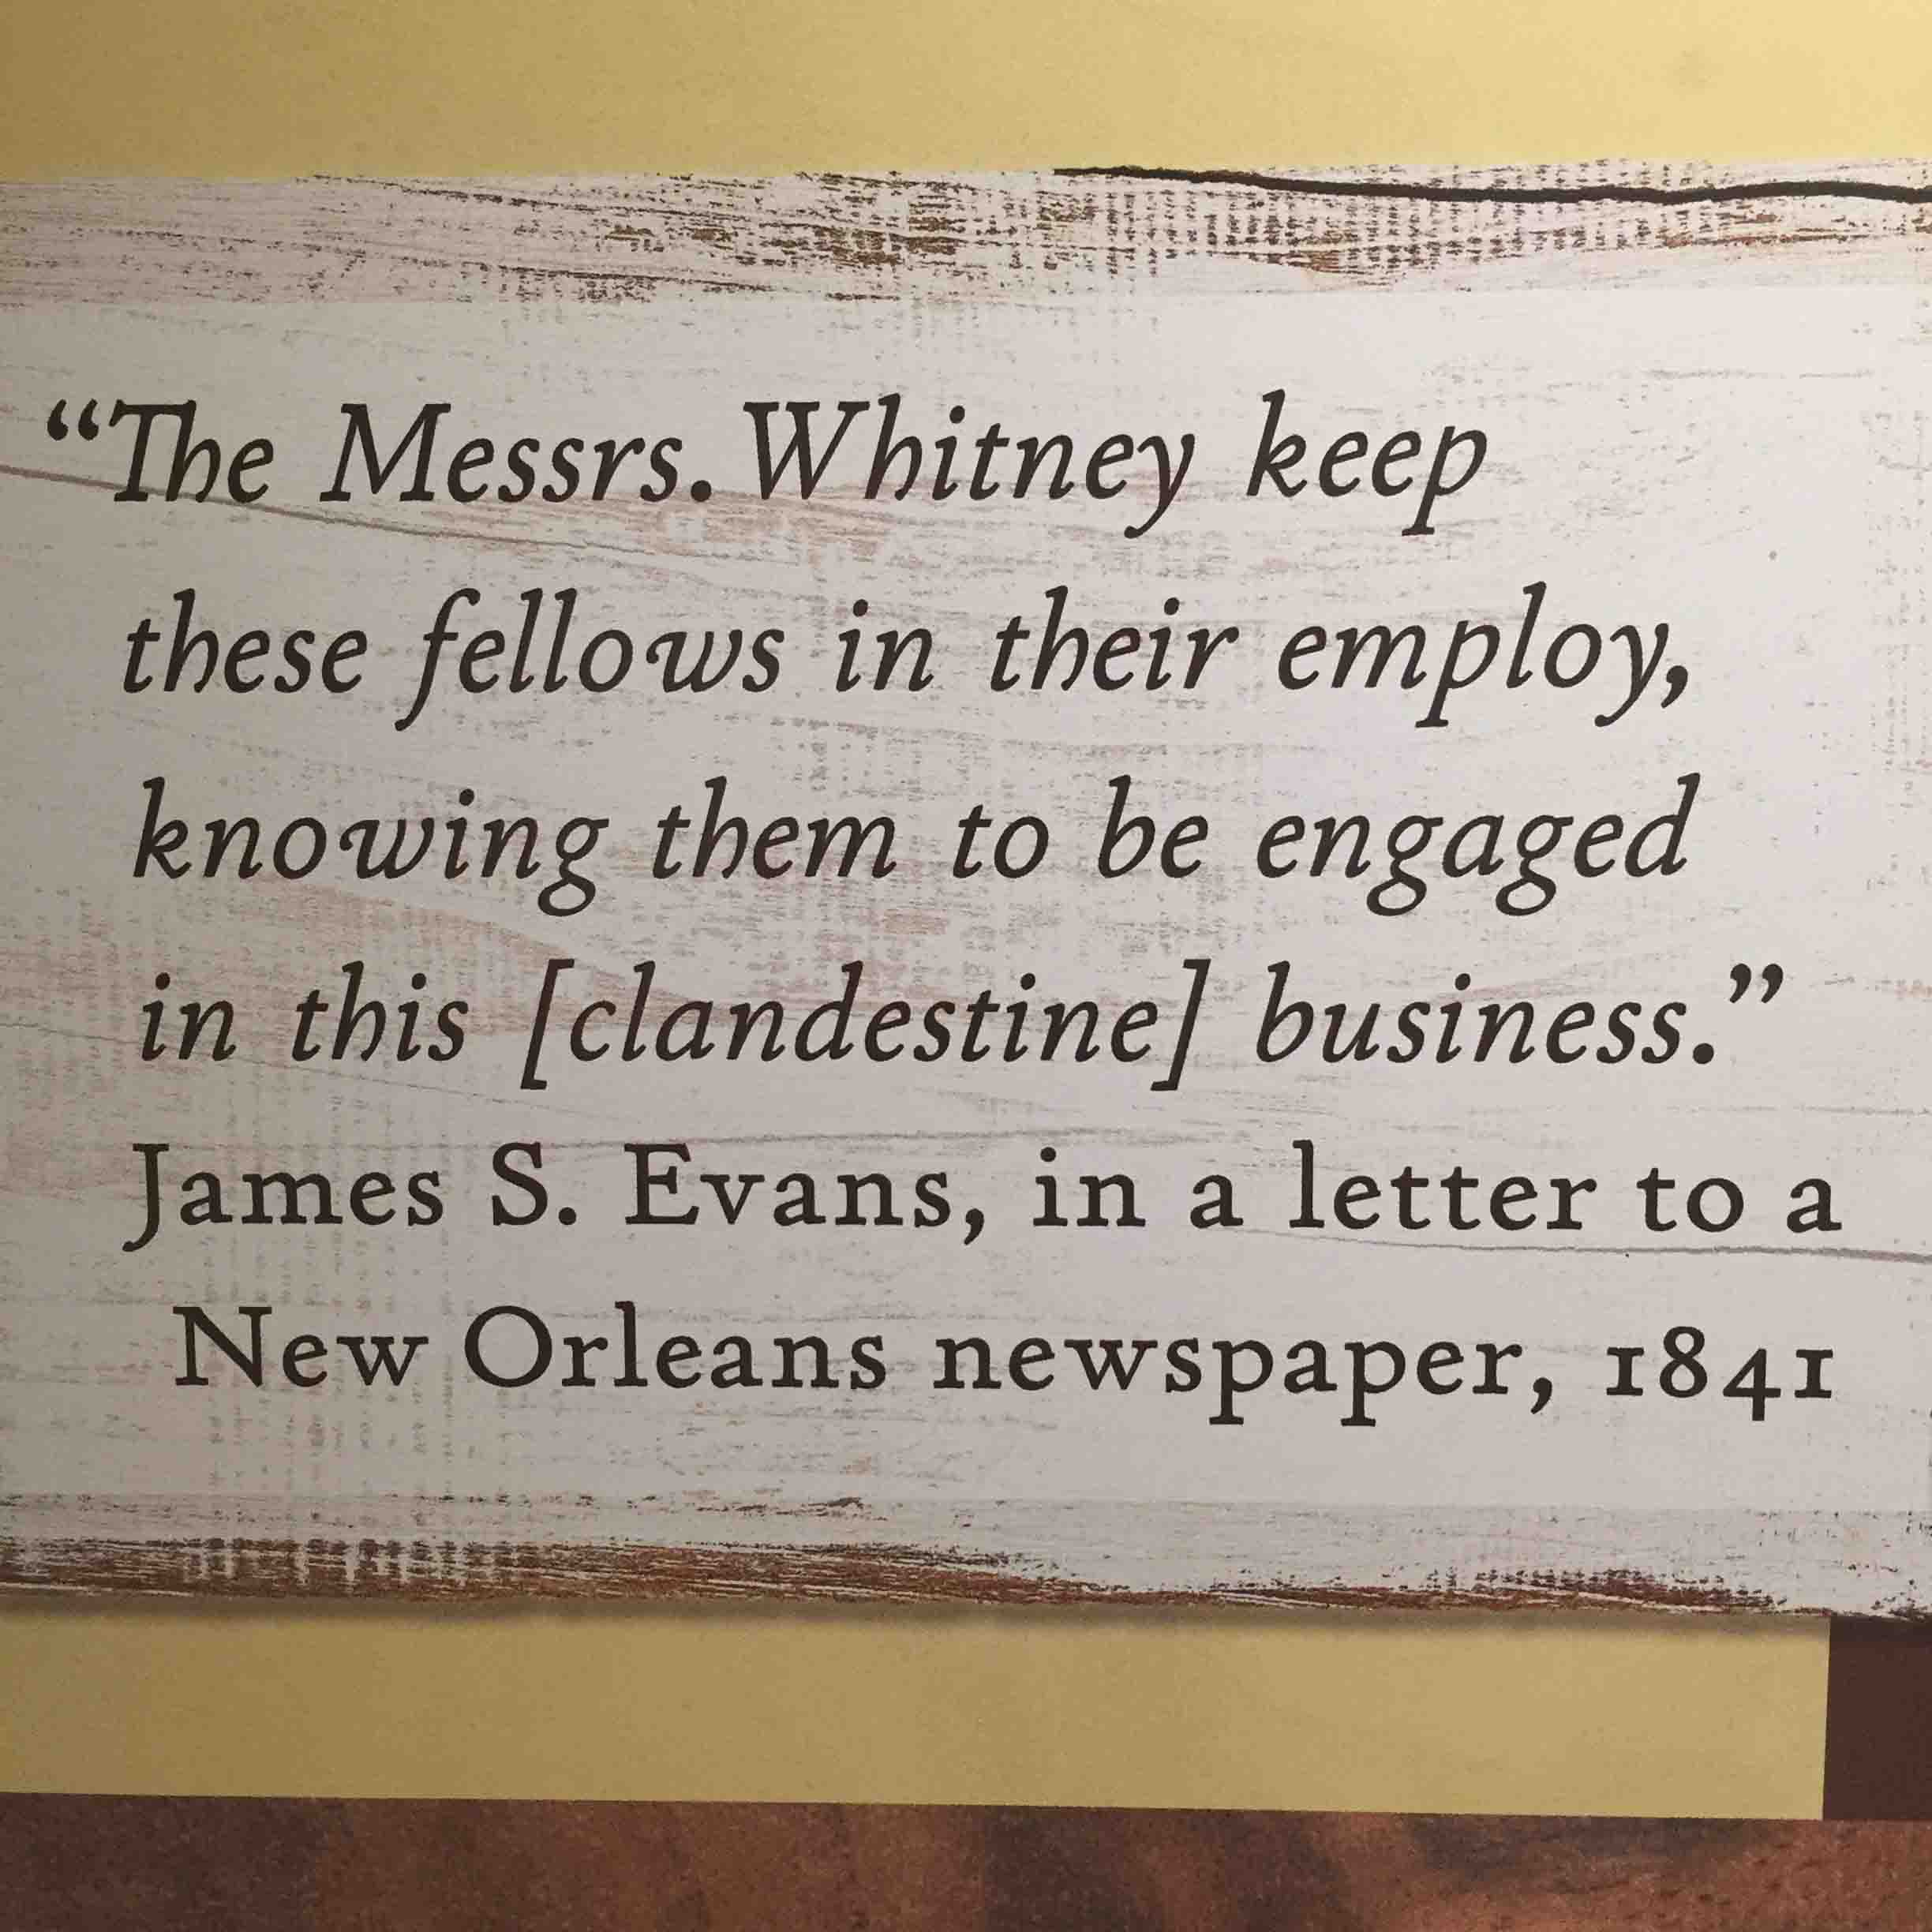 “The Messrs. Whitney keep
these fellows in their employ,
knowing them to be engaged
in this [clandestine] business.”
James S. Evans, in a letter to a
New Orleans newspaper, 1841